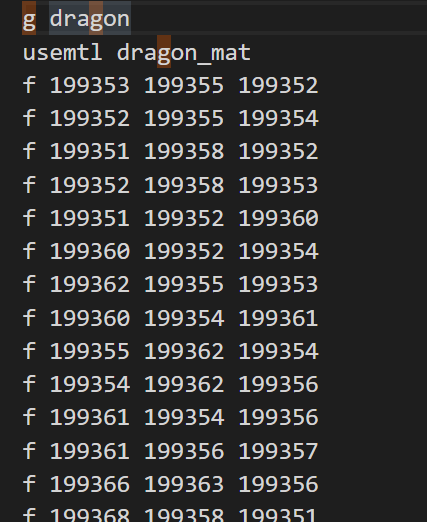 g dragon
usemtl dragon_mat
f 199353 199355 199352
f 199352 199355 199354
f 199351 199358 199352
f 199352 199358 199353
f 199351 199352 199360
f 199360 199352 199354
f 199362 199355 199353
f 199360 199354 199361
f 199355 199362 199354
f 199354 199362 199356
f 199361 199354 199356
f 199361 199356 199357
f 199366 199363 199356
f 199368 199358 199351